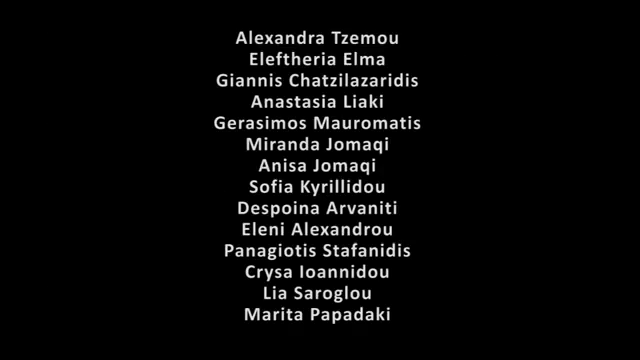 Alexandra Tzemou
Eleftheria Elma
Giannis Chatzilazaridis
Anastasia Liaki
Gerasimos Mauromatis
Miranda Jomaqi
Anisa Jomaqi
Sofia Kyrillidou
Despoina Arvaniti
Eleni Alexandrou
Panagiotis Stafanidis
Crysa Ioannidou
Lia Saroglou
Marita Papadaki